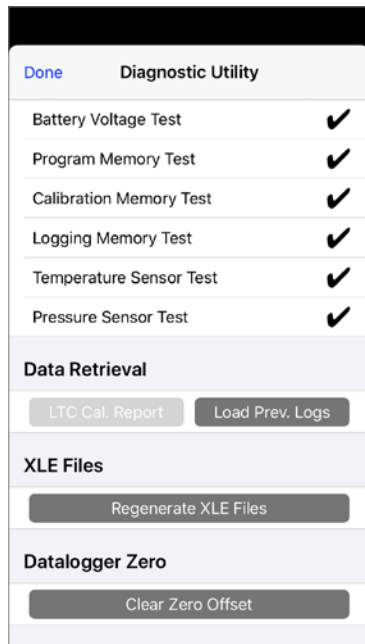 Done Diagnostic Utility
Battery Voltage Test
Program Memory Test
Calibration Memory Test
Logging Memory Test
Temperature Sensor Test
Pressure Sensor Test
Data Retrieval
LTC Cal. Report Load Prev. Logs
XLE Files
Regenerate XLE Files
Datalogger Zero
Clear Zero Offset